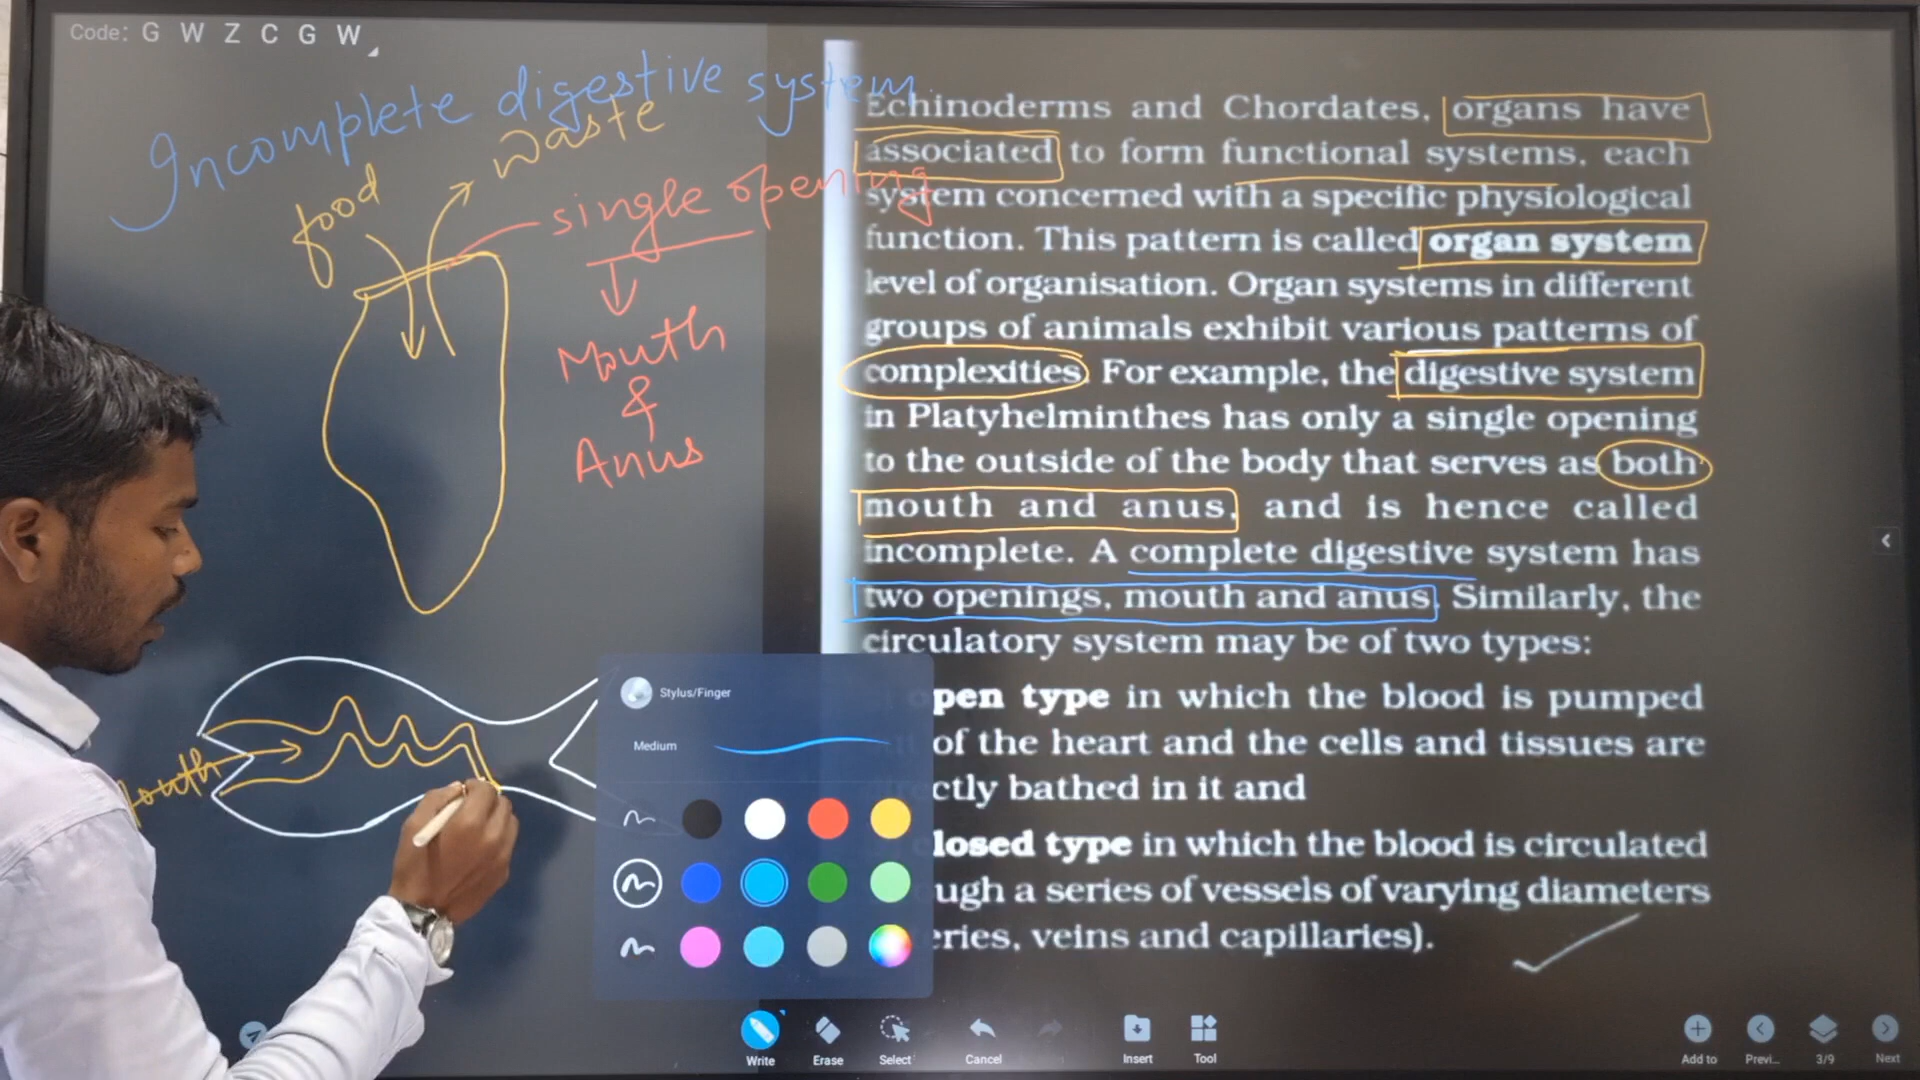 Code: G W Z C G W
Incomplete digestive system
waste
food
single opening
Mouth
&
Anus
Mouth
Echinoderms and Chordates, organs have
associated to form functional systems, each
system concerned with a specific physiological
function. This pattern is called organ system
level of organisation. Organ systems in different
groups of animals exhibit various patterns of
complexities. For example, the digestive system
in Platyhelminthes has only a single opening
to the outside of the body that serves as both
mouth and anus, and is hence called
incomplete. A complete digestive system has
two openings, mouth and anus. Similarly, the
circulatory system may be of two types:
pen type in which the blood is pumped
of the heart and the cells and tissues are
ctly bathed in it and
losed type in which the blood is circulated
ugh a series of vessels of varying diameters
eries, veins and capillaries).
Stylus/Finger
Medium
Write
Erase
Select
Cancel
Insert
Tool
Add to
Previ...
3/9
Next